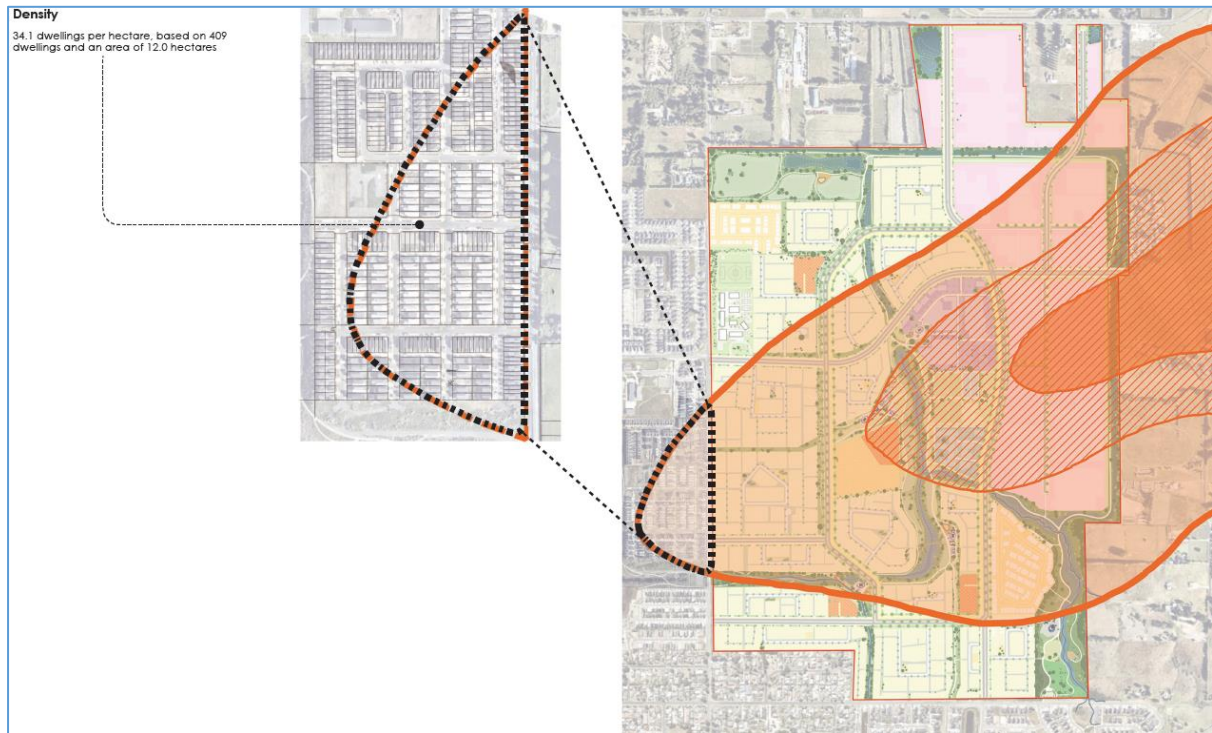 Density
34.1 dwellings per hectare, based on 409
dwellings and an area of 12.0 hectares